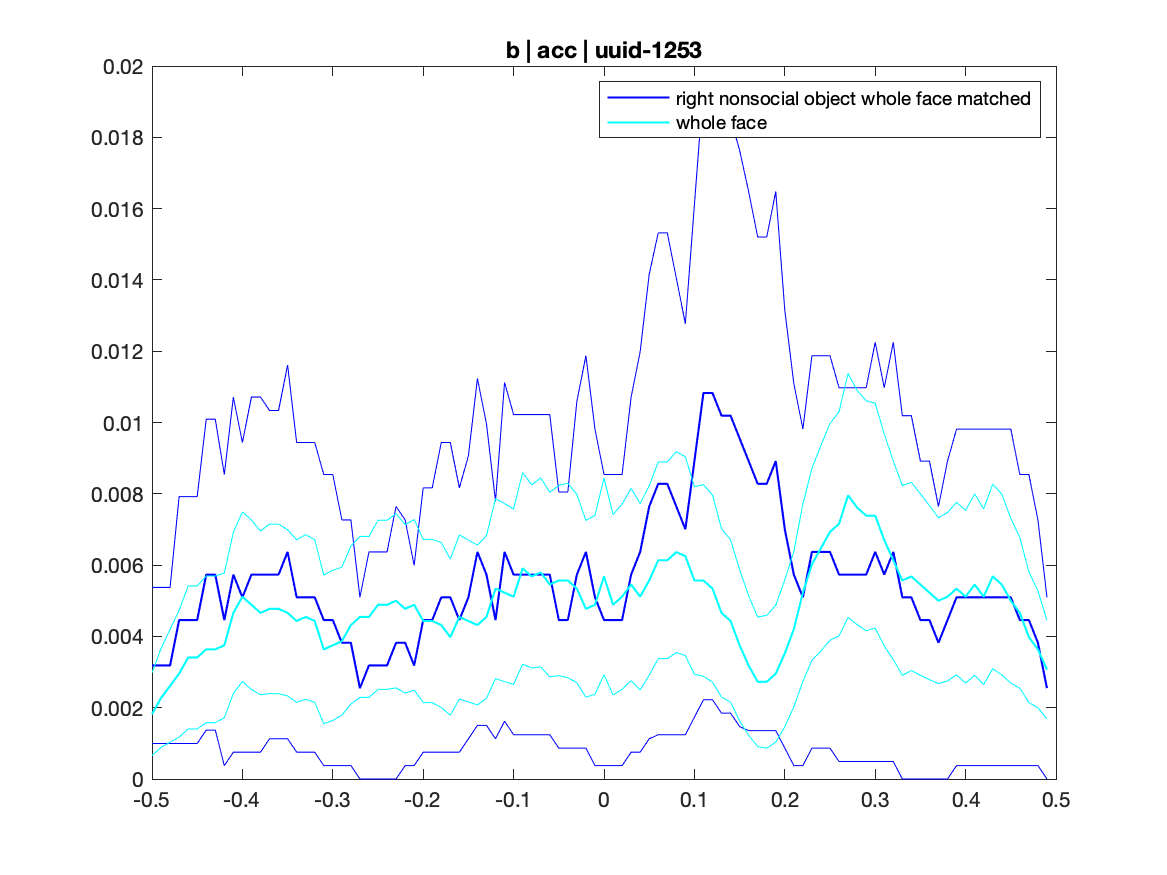 b | acc | uuid-1253
0.02
right nonsocial object whole face matched
whole face
0.018
0.016
0.014
0.012
0.01
0.008
0.006
0.004
0.002
0
-0.5 -0.4 -0.3 -0.2 -0.1 0 0.1 0.2 0.3 0.4 0.5